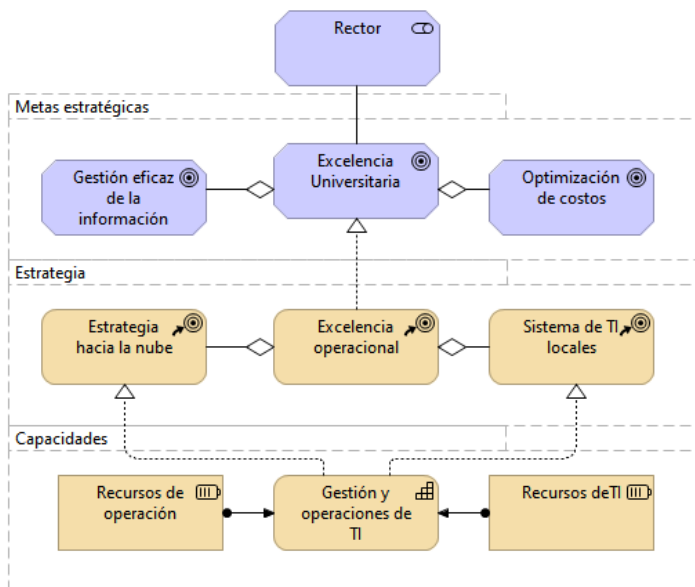 Rector
Metas estratégicas
Gestión eficaz
de la
información
Excelencia
Universitaria
Optimización
de costos
Estrategia
Estrategia
hacia la nube
Excelencia
operacional
Sistema de TI
locales
Capacidades
Recursos de
operación
Gestión y
operaciones de
TI
Recursos deTI